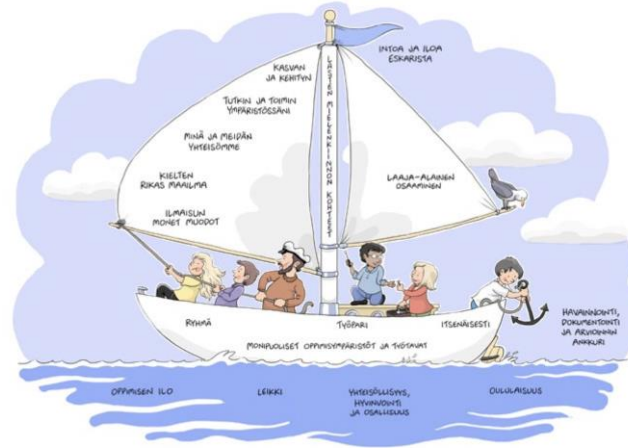 INTOA JA ILOA
ESKARISTA
LASTEN MIELENKIINNON KOHTEET
KASVAN
JA KEHITYN
TUTKIN JA TOIMIN
YMPÄRISTÖSSÄNI
MINÄ JA MEIDÄN
YHTEISÖMME
KIELTEN
RIKAS MAAILMA
ILMAISUN
MONET MUODOT
LAAJA-ALAINEN
OSAAMINEN
RYHMÄ
TYÖPARI
ITSENÄISESTI
MONIPUOLISET OPPIMISYMPÄRISTÖT JA TYÖTAVAT
HAVAINNOINTI,
DOKUMENTOINTI
JA ARVIOINNIN
ANKKURI
OPPIMISEN ILO
LEIKKI
YHTEISÖLLISYYS,
HYVINVOINTI
JA OSALLISUUS
OULULAISUUS